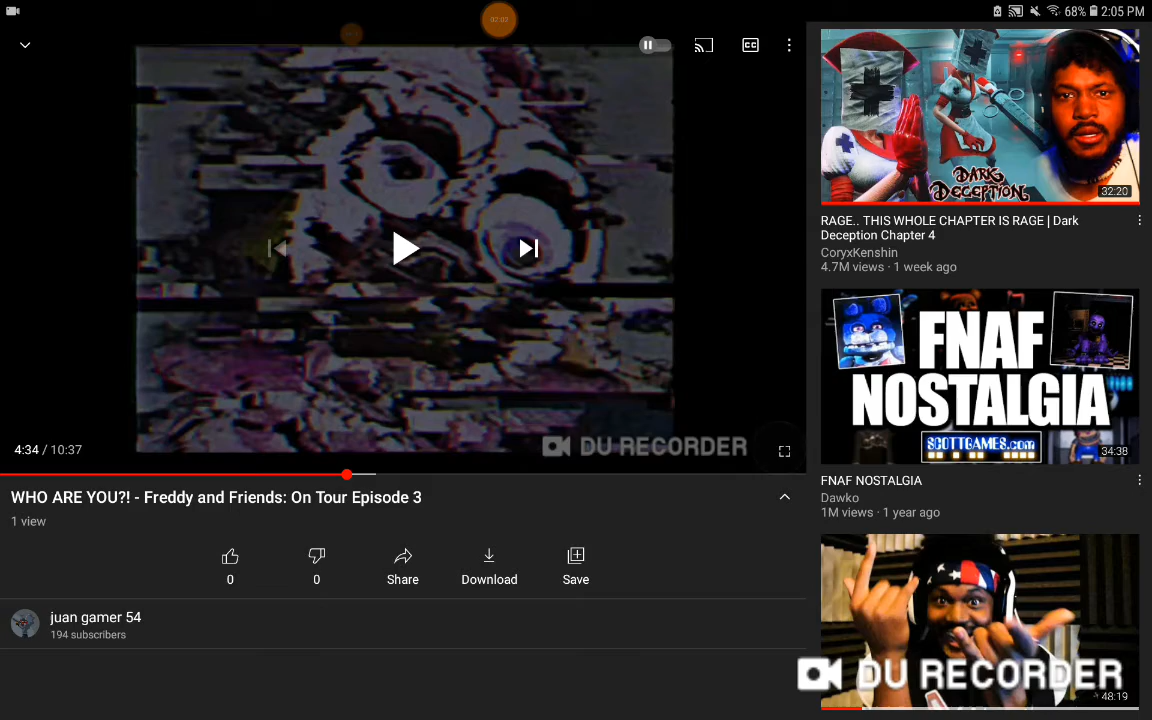 68% 2:05 PM
02:02
CC
4:34 / 10:37
DU RECORDER
WHO ARE YOU?! - Freddy and Friends: On Tour Episode 3
1 view
0
0
Share
Download
Save
juan gamer 54
194 subscribers
DARK
DECEPTION
32:20
RAGE.. THIS WHOLE CHAPTER IS RAGE | Dark
Deception Chapter 4
CoryxKenshin
4.7M views · 1 week ago
FNAF
NOSTALGIA
SCOTTGAMES.com
34:38
FNAF NOSTALGIA
Dawko
1M views · 1 year ago
DU RECORDER
48:19